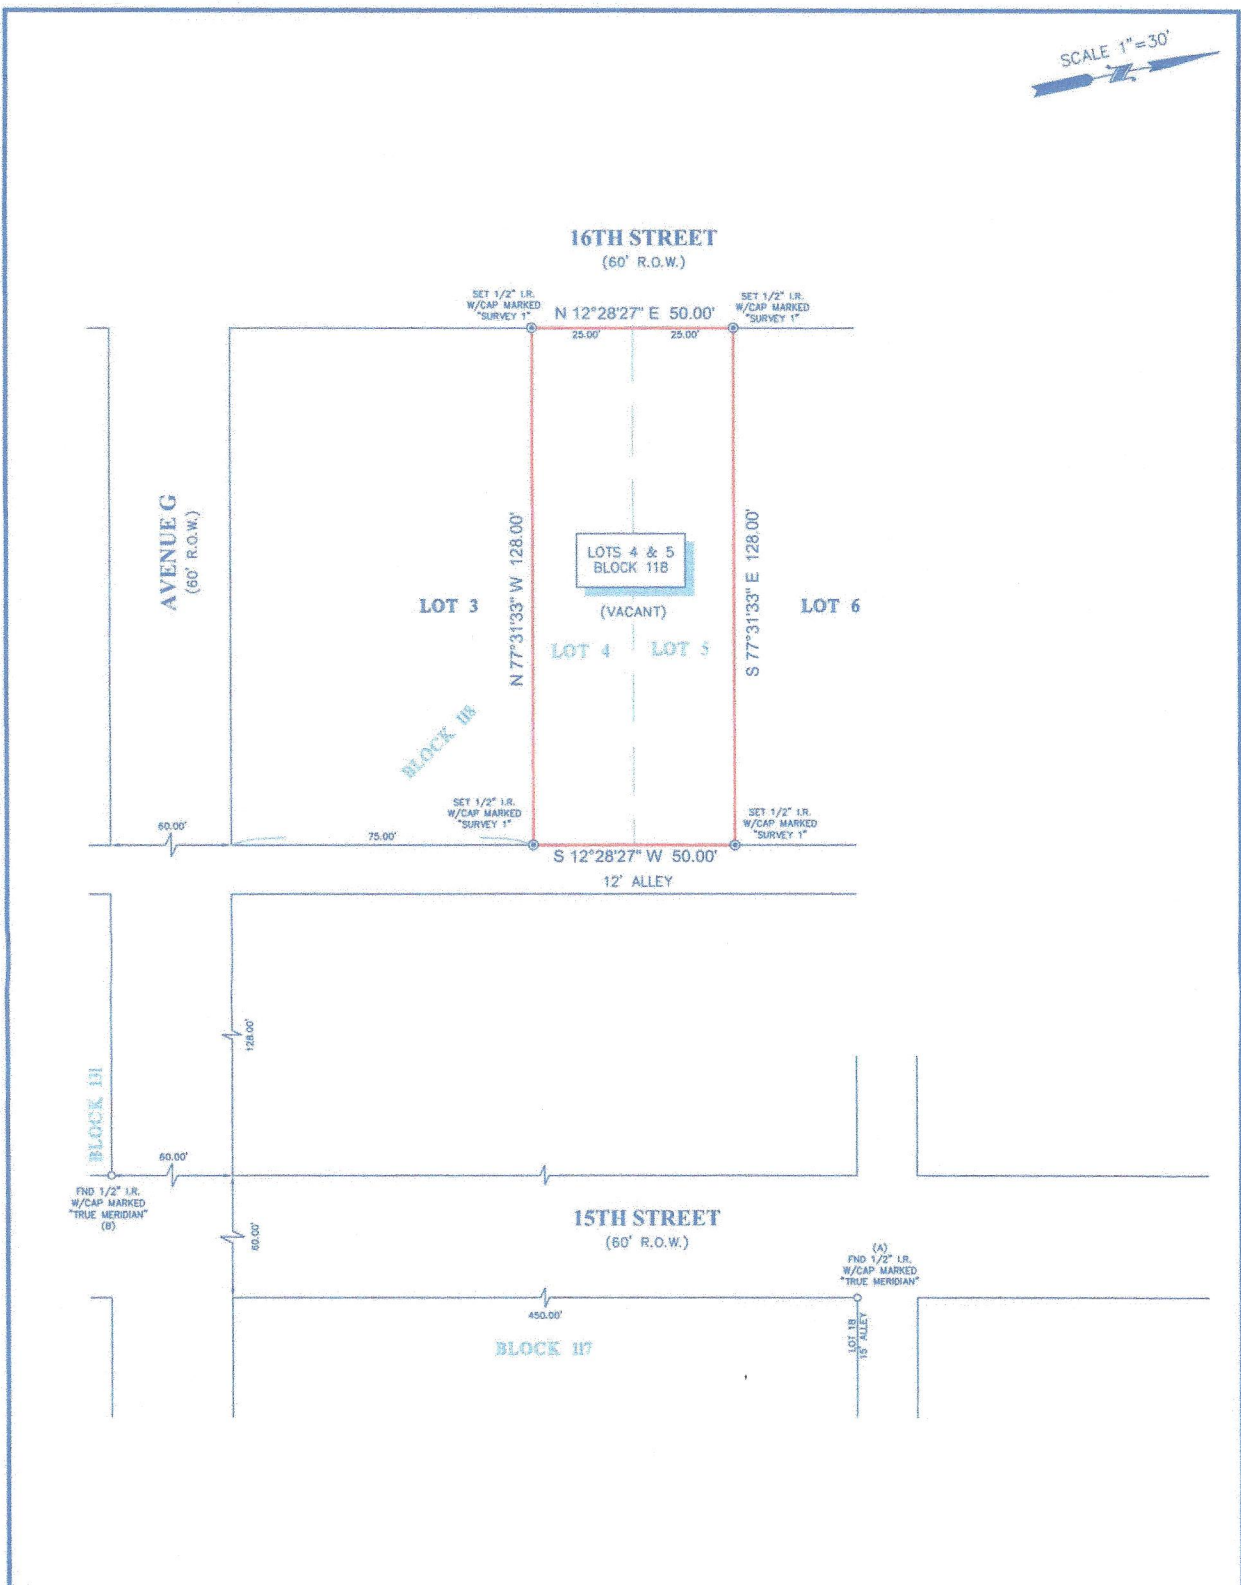 SCALE 1"=30'
16TH STREET
(60' R.O.W.)
SET 1/2" I.R.
W/CAP MARKED
"SURVEY 1"
N 12°28'27" E 50.00'
SET 1/2" I.R.
W/CAP MARKED
"SURVEY 1"
25.00'
25.00'
AVENUE G
(60' R.O.W.)
N 77°31'33" W 128.00'
LOTS 4 & 5
BLOCK 118
(VACANT)
S 77°31'33" E 128.00'
LOT 3
LOT 6
LOT 4
LOT 5
BLOCK 118
SET 1/2" I.R.
W/CAP MARKED
"SURVEY 1"
SET 1/2" I.R.
W/CAP MARKED
"SURVEY 1"
60.00'
75.00'
S 12°28'27" W 50.00'
12' ALLEY
128.00'
BLOCK 131
60.00'
FND 1/2" I.R.
W/CAP MARKED
"TRUE MERIDIAN"
(B)
15TH STREET
(60' R.O.W.)
60.00'
(A)
FND 1/2" I.R.
W/CAP MARKED
"TRUE MERIDIAN"
450.00'
LOT 18
15' ALLEY
BLOCK 117